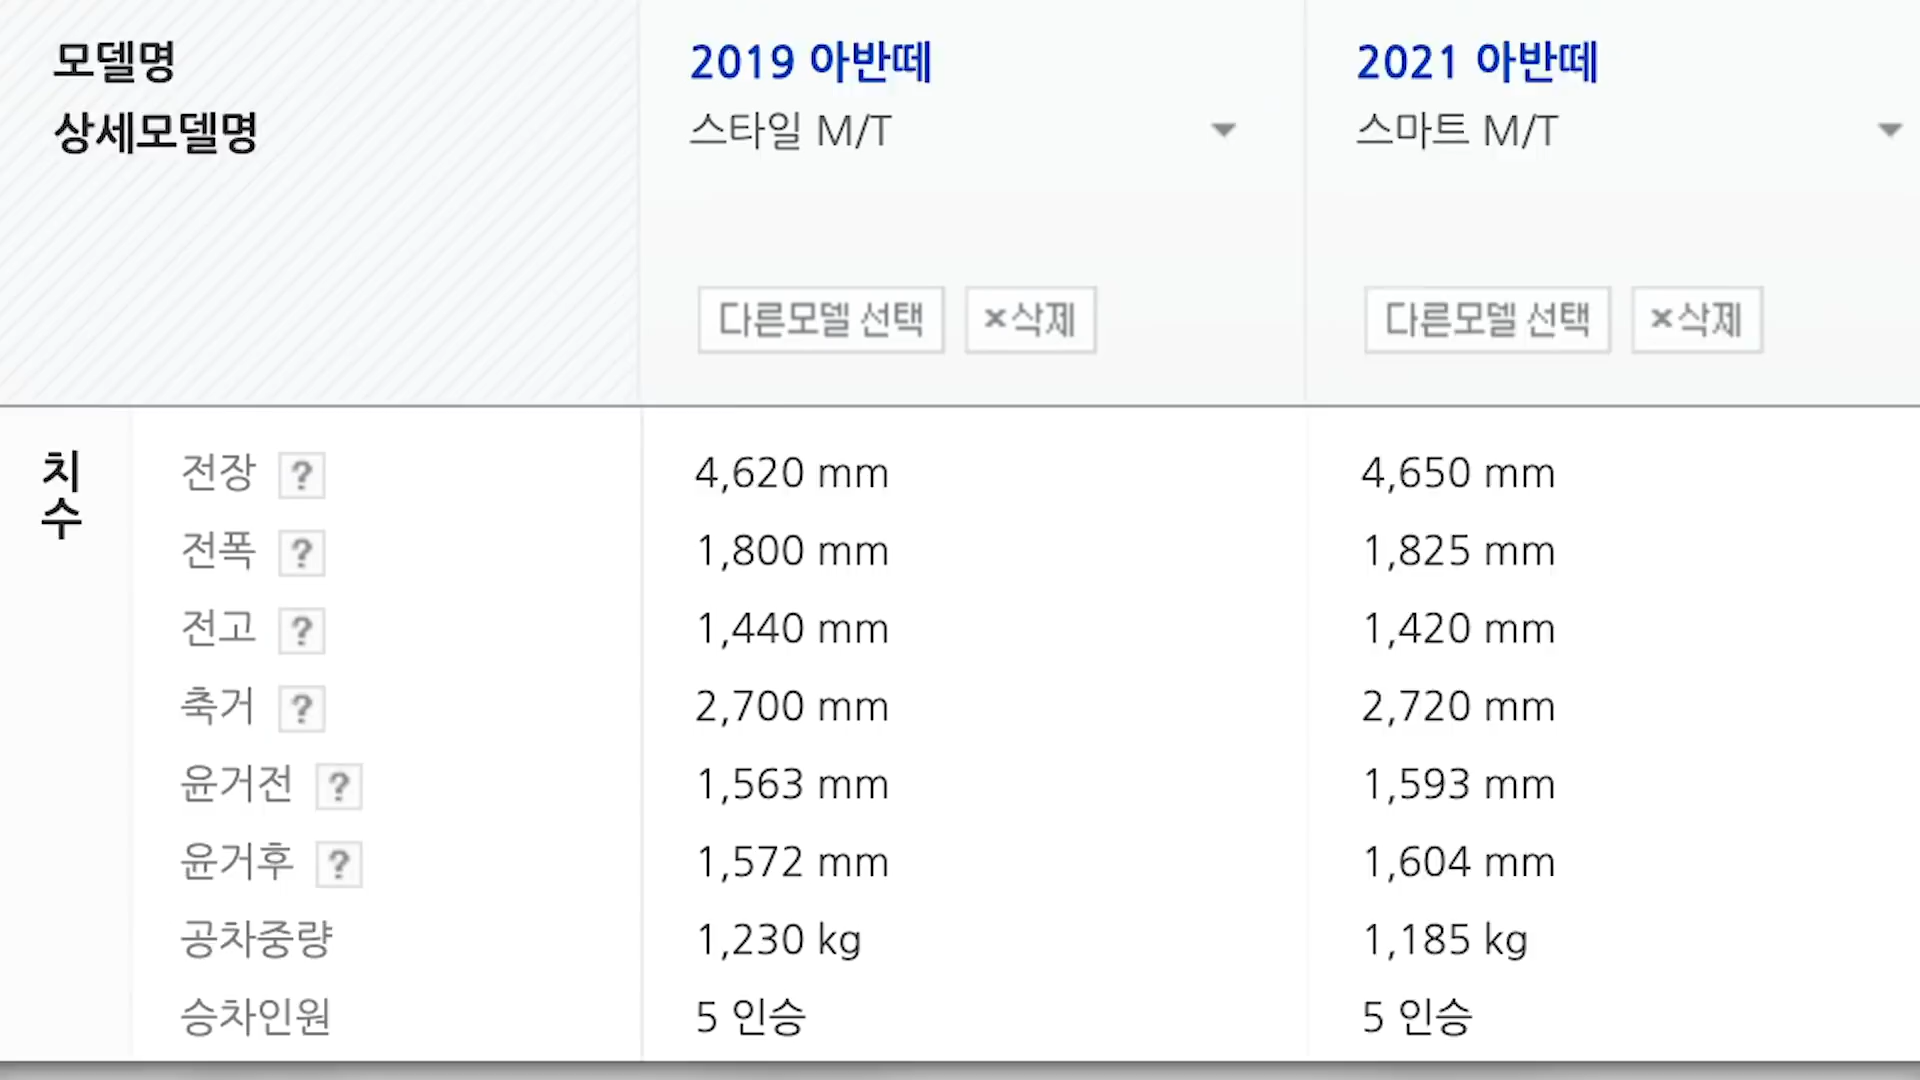 모델명 2019 아반떼 2021 아반떼
상세모델명 스타일 M/T 스마트 M/T
다른모델 선택 ×삭제 다른모델 선택 ×삭제
치수
전장 ? 4,620 mm 4,650 mm
전폭 ? 1,800 mm 1,825 mm
전고 ? 1,440 mm 1,420 mm
축거 ? 2,700 mm 2,720 mm
윤거전 ? 1,563 mm 1,593 mm
윤거후 ? 1,572 mm 1,604 mm
공차중량 1,230 kg 1,185 kg
승차인원 5 인승 5 인승